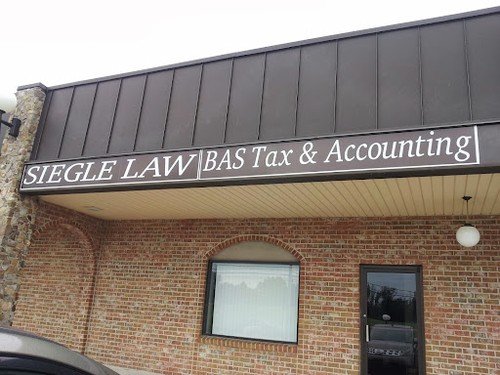 SIEGLE LAW
BAS Tax & Accounting